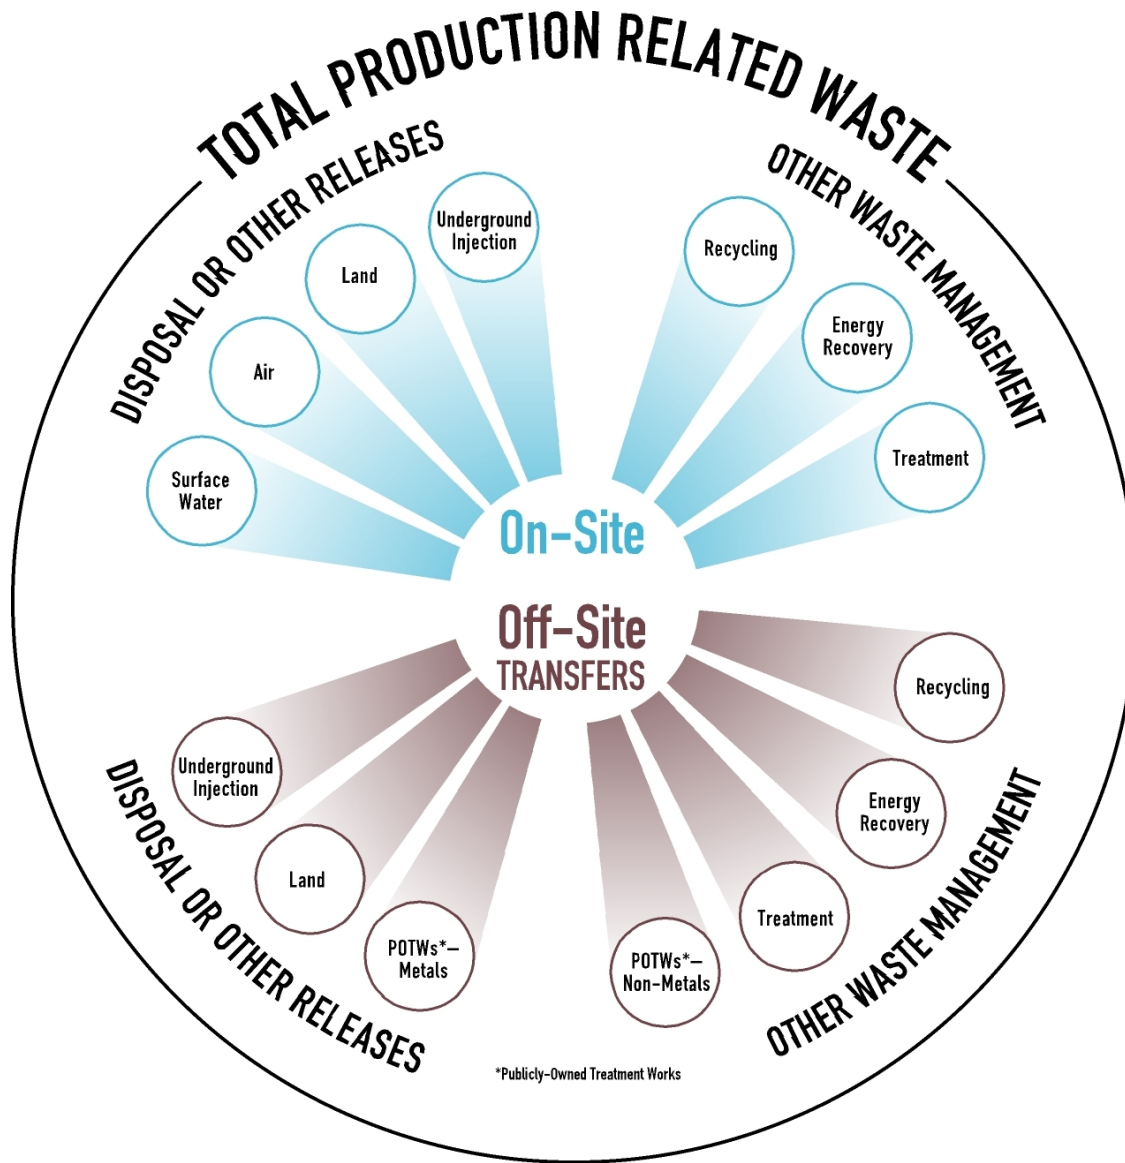 TOTAL PRODUCTION RELATED WASTE
DISPOSAL OR OTHER RELEASES
OTHER WASTE MANAGEMENT
Underground
Injection
Land
Air
Surface
Water
Recycling
Energy
Recovery
Treatment
On-Site
Off-Site
TRANSFERS
Underground
Injection
Land
POTWs*–
Metals
POTWs*–
Non-Metals
Treatment
Energy
Recovery
Recycling
DISPOSAL OR OTHER RELEASES
OTHER WASTE MANAGEMENT
*Publicly-Owned Treatment Works